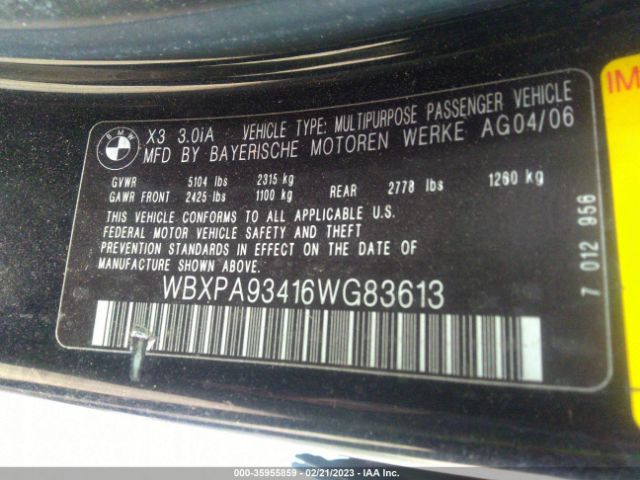 BMW
X3 3.0iA VEHICLE TYPE: MULTIPURPOSE PASSENGER VEHICLE
MFD BY BAYERISCHE MOTOREN WERKE AG04/06
GVWR 5104 lbs 2315 kg
GAWR FRONT 2425 lbs 1100 kg REAR 2778 lbs 1260 kg
THIS VEHICLE CONFORMS TO ALL APPLICABLE U.S.
FEDERAL MOTOR VEHICLE SAFETY AND THEFT
PREVENTION STANDARDS IN EFFECT ON THE DATE OF
MANUFACTURE SHOWN ABOVE.
WBXPA93416WG83613
7 012 956
IM
000-35955859 - 02/21/2023 - IAA Inc.